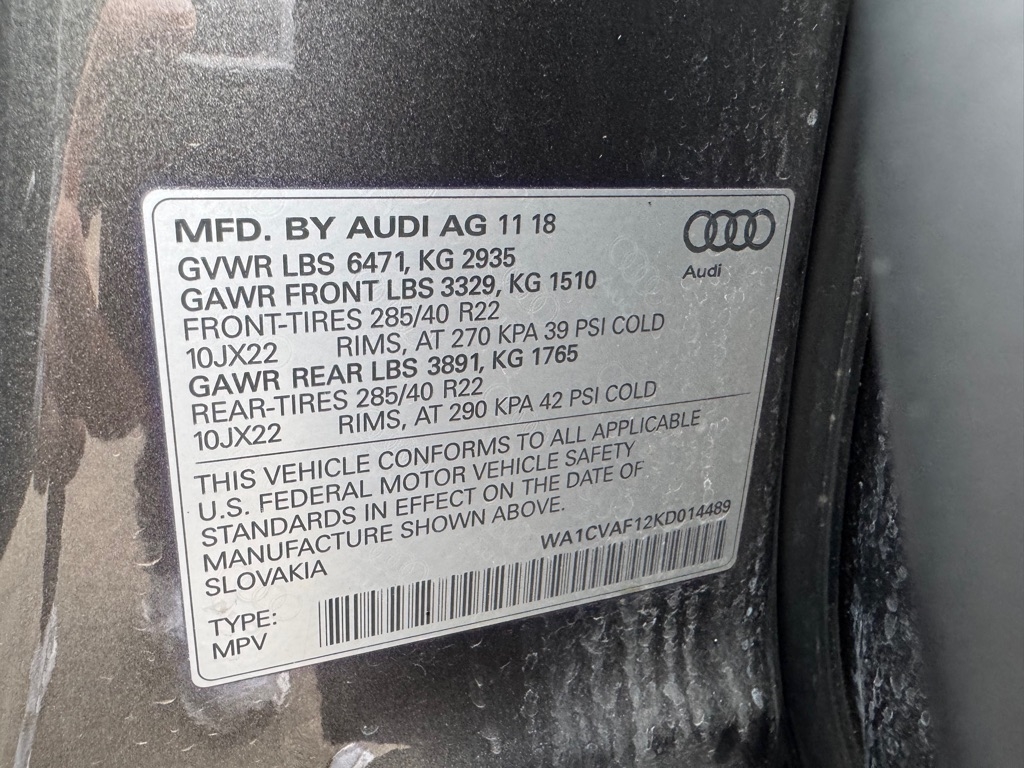 MFD. BY AUDI AG 11 18
Audi
GVWR LBS 6471, KG 2935
GAWR FRONT LBS 3329, KG 1510
FRONT-TIRES 285/40 R22
10JX22 RIMS, AT 270 KPA 39 PSI COLD
GAWR REAR LBS 3891, KG 1765
REAR-TIRES 285/40 R22
10JX22 RIMS, AT 290 KPA 42 PSI COLD
THIS VEHICLE CONFORMS TO ALL APPLICABLE
U.S. FEDERAL MOTOR VEHICLE SAFETY
STANDARDS IN EFFECT ON THE DATE OF
MANUFACTURE SHOWN ABOVE.
SLOVAKIA
WA1CVAF12KD014489
TYPE:
MPV